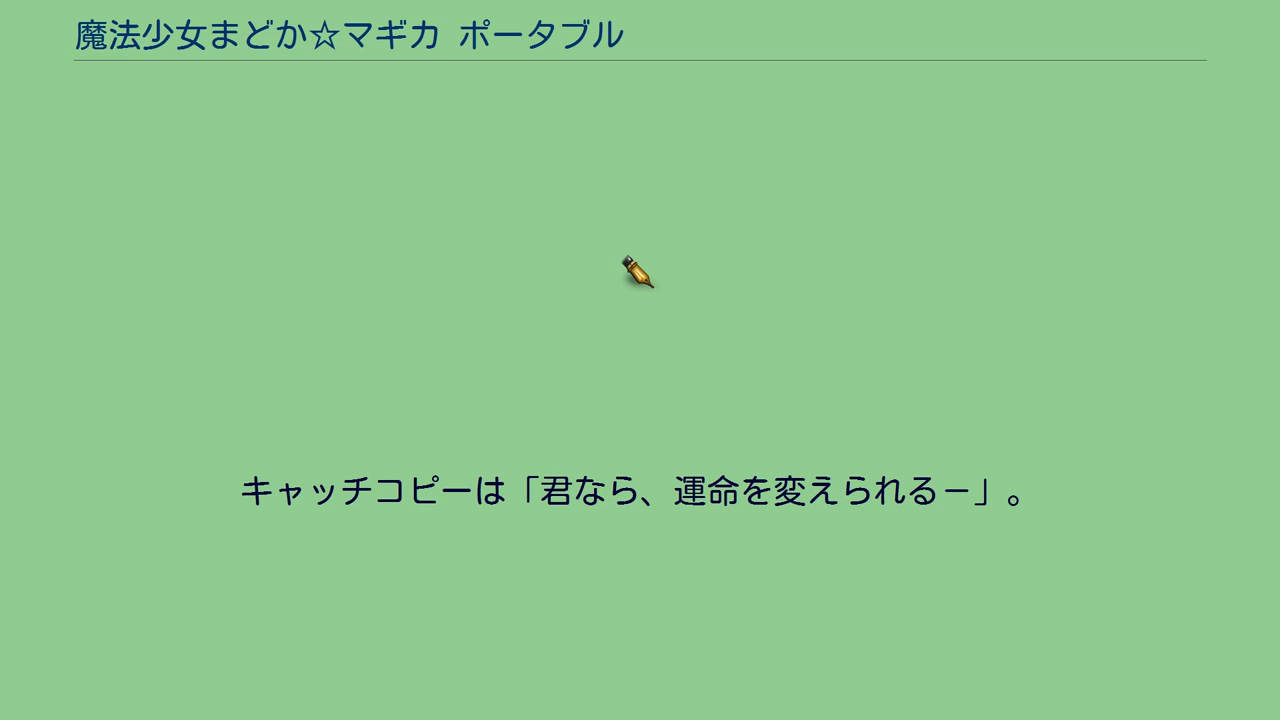 魔法少女まどか☆マギカ ポータブル
キャッチコピーは「君なら、運命を変えられる－」。